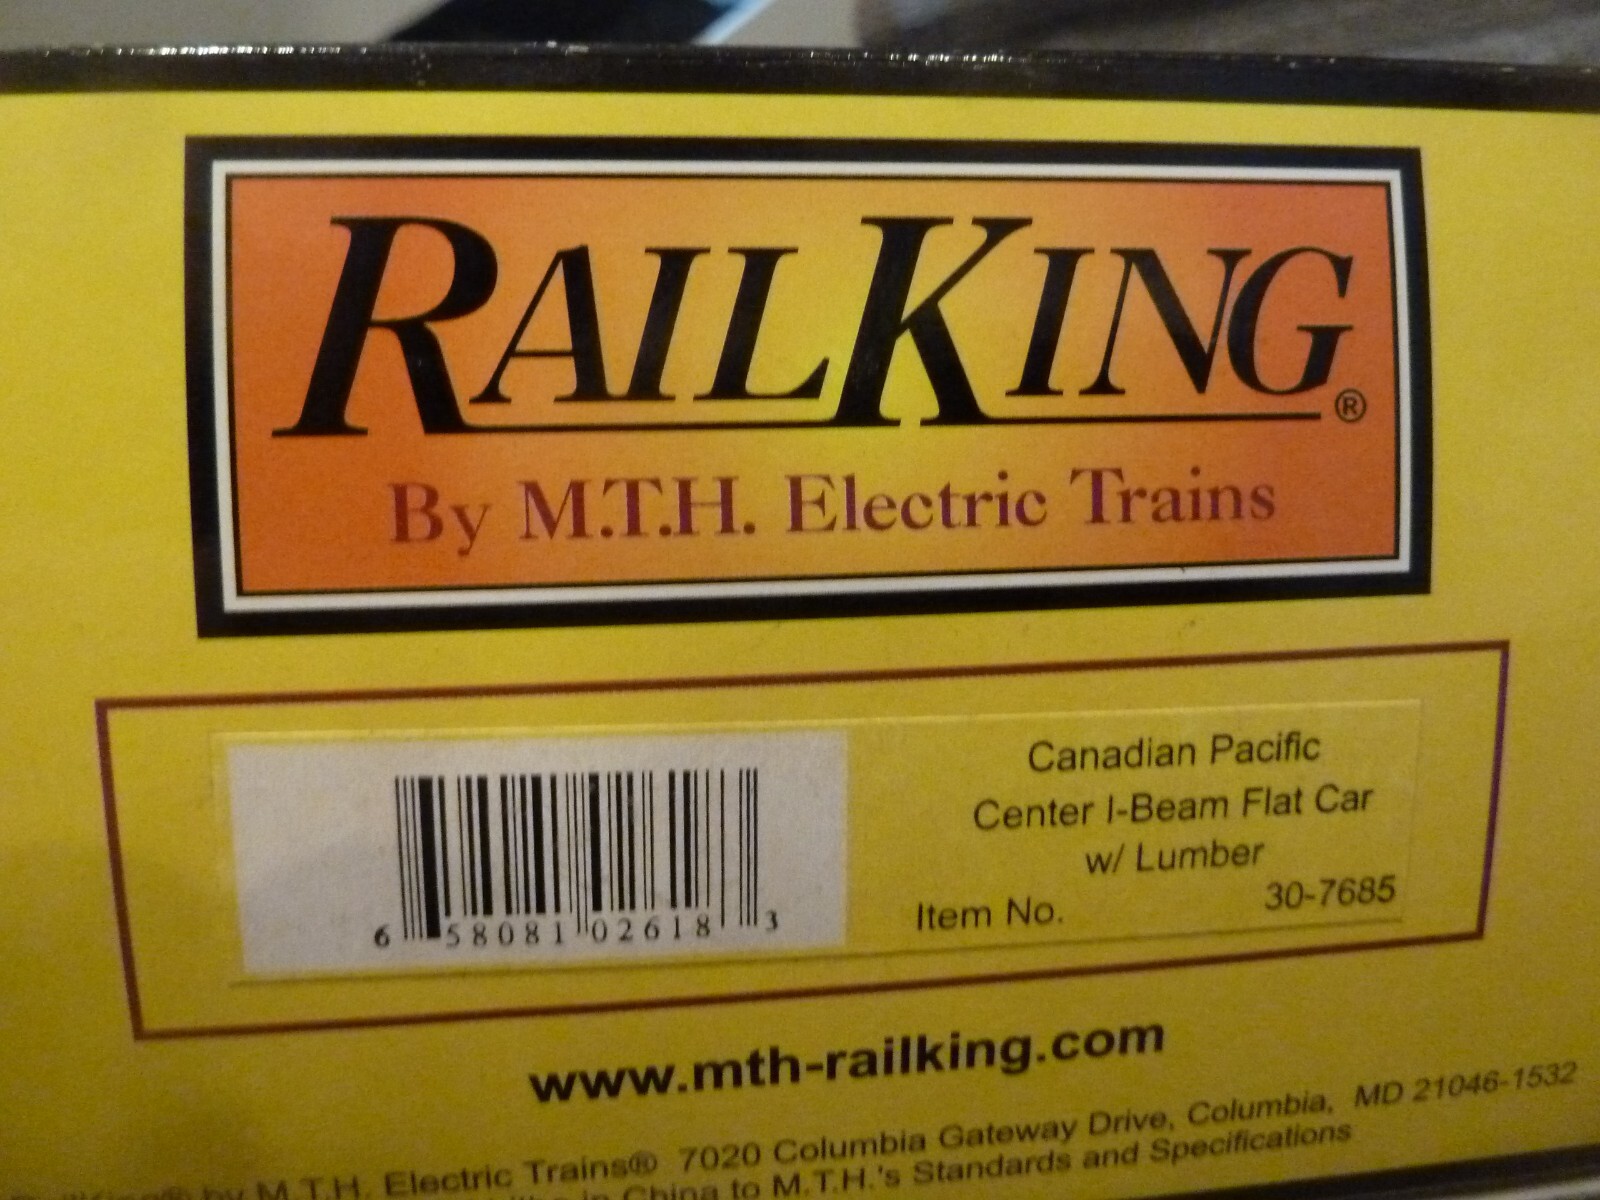 RAILKING®
By M.T.H. Electric Trains
Canadian Pacific
Center I-Beam Flat Car
w/ Lumber
Item No. 30-7685
6 58081 02618 3
www.mth-railking.com
by M.T.H. Electric Trains® 7020 Columbia Gateway Drive, Columbia, MD 21046-1532
in China to M.T.H.'s Standards and Specifications